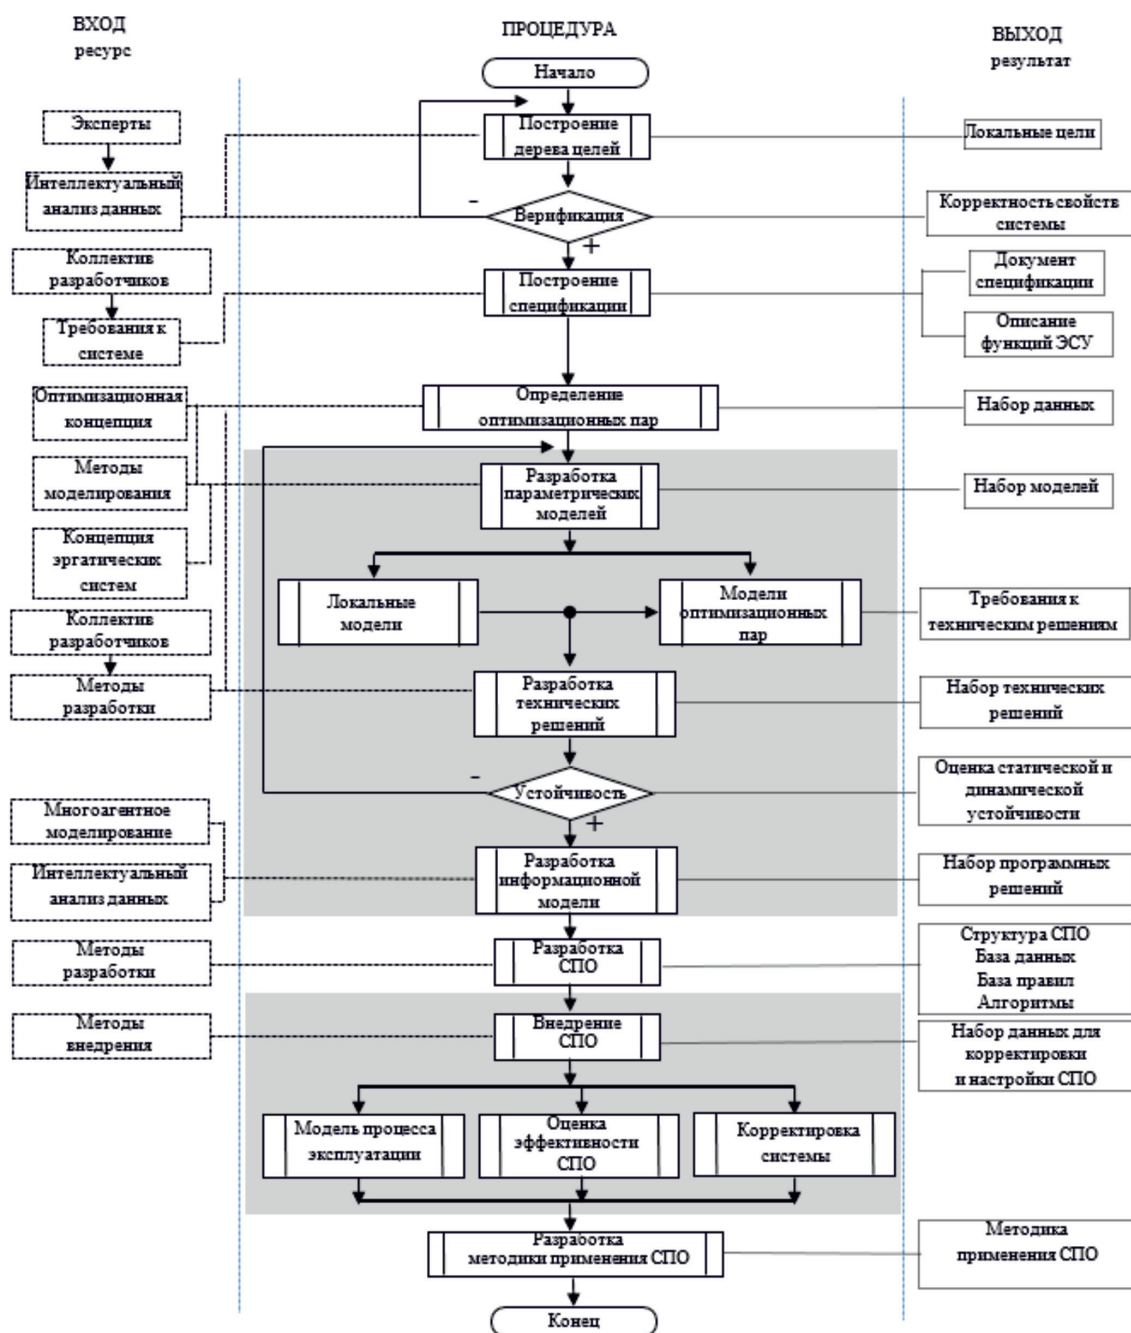 ВХОД
ресурс
ПРОЦЕДУРА
ВЫХОД
результат
Начало
Эксперты
Построение
дерева целей
Локальные цели
Интеллектуальный
анализ данных
-
Верификация
+
Корректность свойств
системы
Коллектив
разработчиков
Построение
спецификации
Документ
спецификации
Требования к
системе
Описание
функций ЭСУ
Оптимизационная
концепция
Определение
оптимизационных пар
Набор данных
Методы
моделирования
Разработка
параметрических
моделей
Набор моделей
Концепция
эргатических
систем
Локальные
модели
Модели
оптимизационных
пар
Требования к
техническим решениям
Коллектив
разработчиков
Методы
разработки
Разработка
технических
решений
Набор технических
решений
-
Устойчивость
+
Оценка статической и
динамической
устойчивости
Многоагентное
моделирование
Интеллектуальный
анализ данных
Разработка
информационной
модели
Набор программных
решений
Методы
разработки
Разработка
СПО
Структура СПО
База данных
База правил
Алгоритмы
Методы
внедрения
Внедрение
СПО
Набор данных для
корректировки
и настройки СПО
Модель процесса
эксплуатации
Оценка
эффективности
СПО
Корректировка
системы
Разработка
методики применения СПО
Методика
применения СПО
Конец